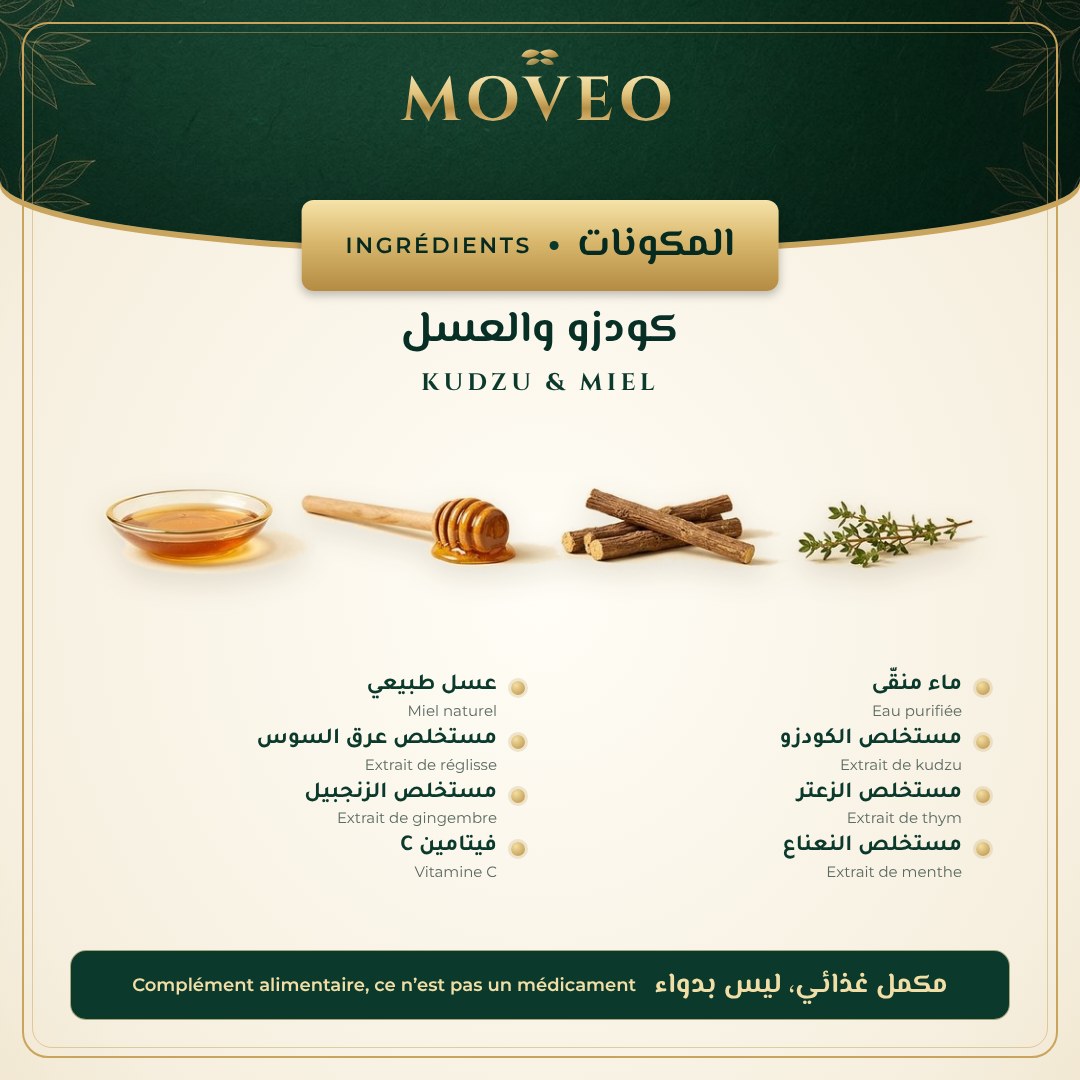 MOVEO
المكونات • INGRÉDIENTS
كودزو والعسل
KUDZU & MIEL
ماء منقّى
Eau purifiée
مستخلص الكودزو
Extrait de kudzu
مستخلص الزعتر
Extrait de thym
مستخلص النعناع
Extrait de menthe
عسل طبيعي
Miel naturel
مستخلص عرق السوس
Extrait de réglisse
مستخلص الزنجبيل
Extrait de gingembre
فيتامين C
Vitamine C
مكمل غذائي، ليس بدواء Complément alimentaire, ce n’est pas un médicament